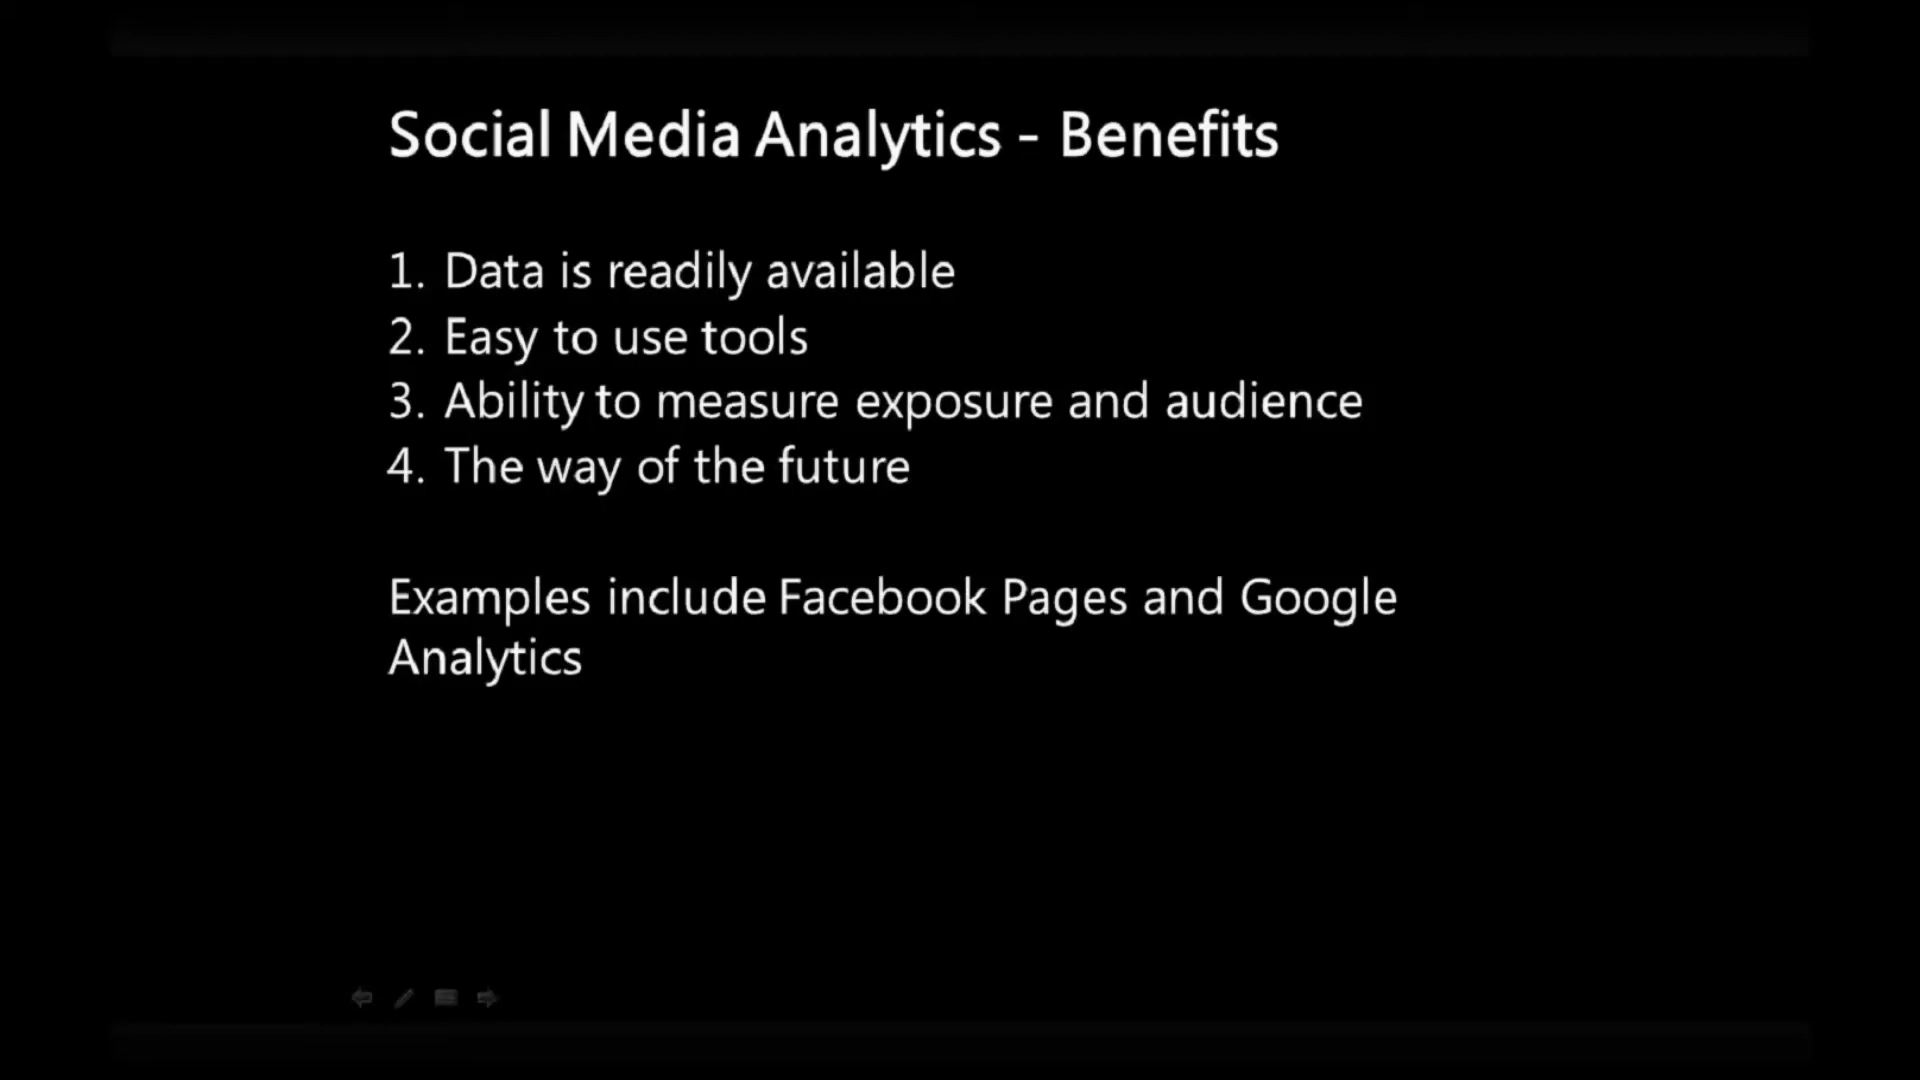 Social Media Analytics - Benefits
1. Data is readily available
2. Easy to use tools
3. Ability to measure exposure and audience
4. The way of the future
Examples include Facebook Pages and Google
Analytics